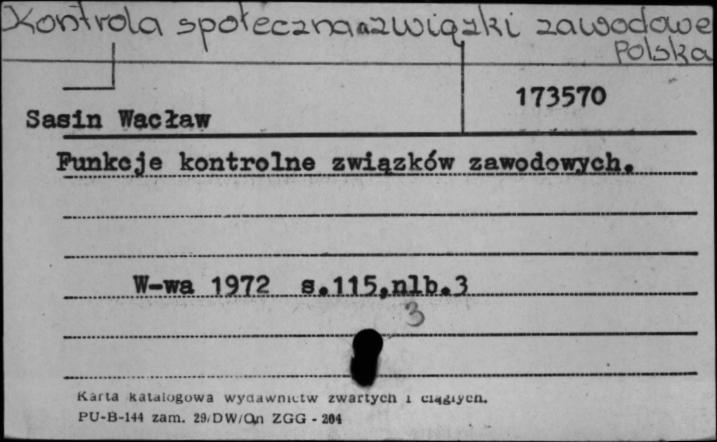 Kontrola społeczna a związki zawodowe
Polska
173570
Sasin Wacław
Funkcje kontrolne związków zawodowych.
W-wa 1972 s.115,nlb.3
3
Karta katalogowa wydawnictw zwartych i ciągłych.
PU-B-144 zam. 29/DW/On ZGG - 204